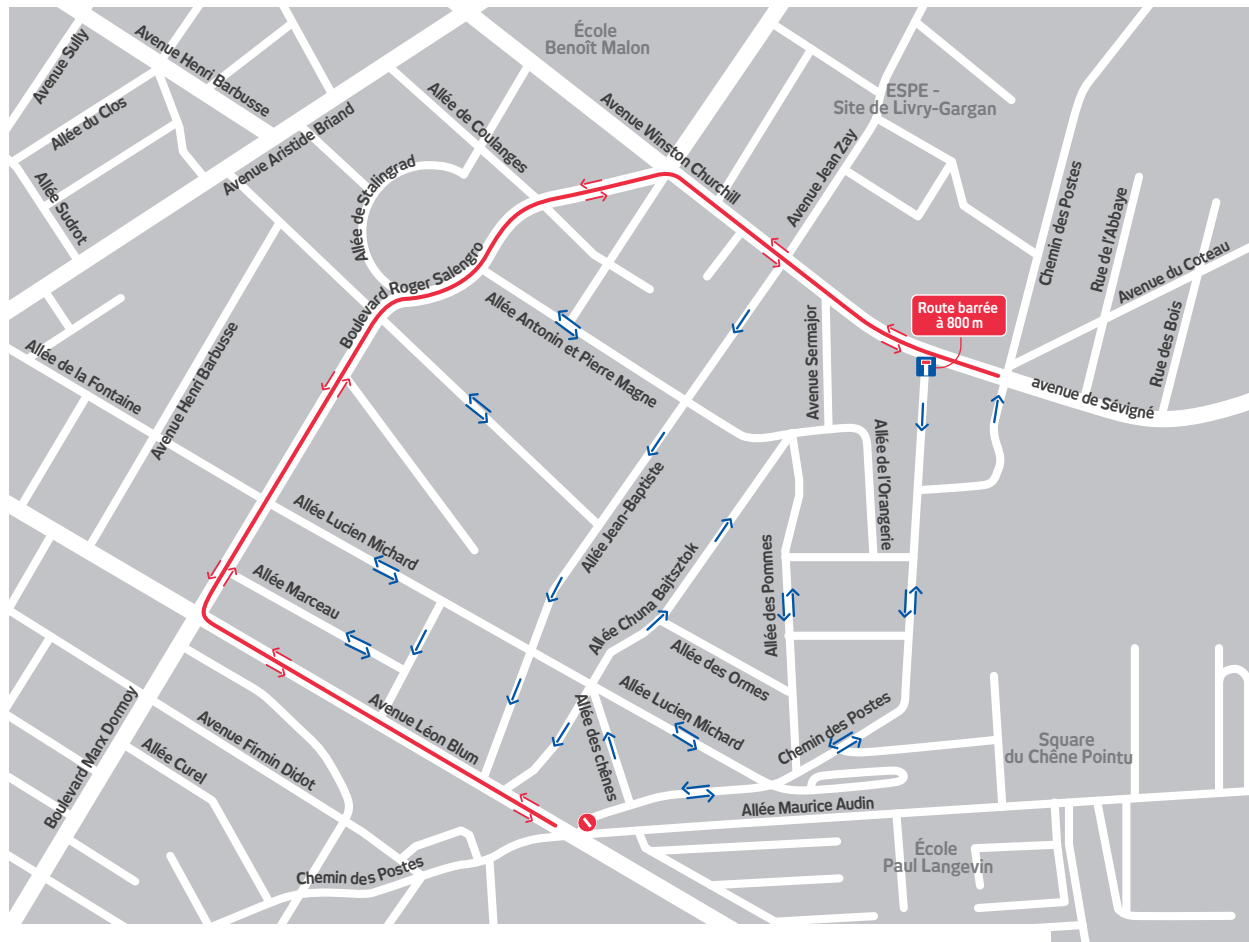 École
Benoît Malon
Avenue Sully
Avenue Henri Barbusse
Allée du Clos
Avenue Aristide Briand
Allée de Coulanges
Avenue Winston Churchill
ESPE -
Site de Livry-Gargan
Allée Sudrot
Allée de Stalingrad
Avenue Jean Zay
Chemin des Postes
Rue de l'Abbaye
Avenue du Coteau
Boulevard Roger Salengro
Route barrée
à 800 m
Allée Antonin et Pierre Magne
Avenue Sermajor
Rue des Bois
Allée de la Fontaine
Avenue Henri Barbusse
avenue de Sévigné
Allée de l'Orangerie
Allée Lucien Michard
Allée Jean-Baptiste
Allée Marceau
Allée Chuna Bajtsztok
Allée des Pommes
Allée des Ormes
Avenue Léon Blum
Allée des chênes
Allée Lucien Michard
Chemin des Postes
Boulevard Marx Dormoy
Avenue Firmin Didot
Allée Curel
Square
du Chêne Pointu
Allée Maurice Audin
Chemin des Postes
École
Paul Langevin